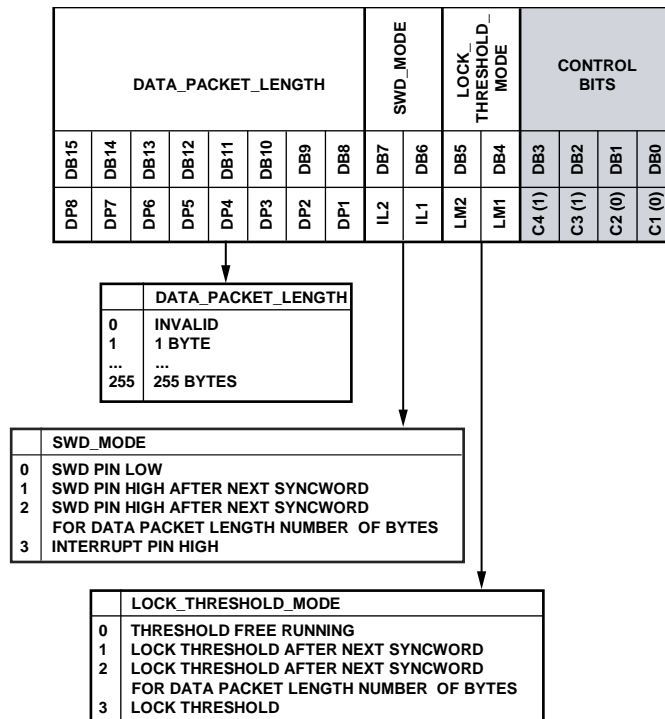 DATA_PACKET_LENGTH
SWD_MODE
LOCK_
THRESHOLD_
MODE
CONTROL
BITS
DB15 DB14 DB13 DB12 DB11 DB10 DB9 DB8 DB7 DB6 DB5 DB4 DB3 DB2 DB1 DB0
DP8 DP7 DP6 DP5 DP4 DP3 DP2 DP1 IL2 IL1 LM2 LM1 C4 (1) C3 (1) C2 (0) C1 (0)
DATA_PACKET_LENGTH
0 INVALID
1 1 BYTE
... ...
255 255 BYTES
SWD_MODE
0 SWD PIN LOW
1 SWD PIN HIGH AFTER NEXT SYNCWORD
2 SWD PIN HIGH AFTER NEXT SYNCWORD
FOR DATA PACKET LENGTH NUMBER OF BYTES
3 INTERRUPT PIN HIGH
LOCK_THRESHOLD_MODE
0 THRESHOLD FREE RUNNING
1 LOCK THRESHOLD AFTER NEXT SYNCWORD
2 LOCK THRESHOLD AFTER NEXT SYNCWORD
FOR DATA PACKET LENGTH NUMBER OF BYTES
3 LOCK THRESHOLD